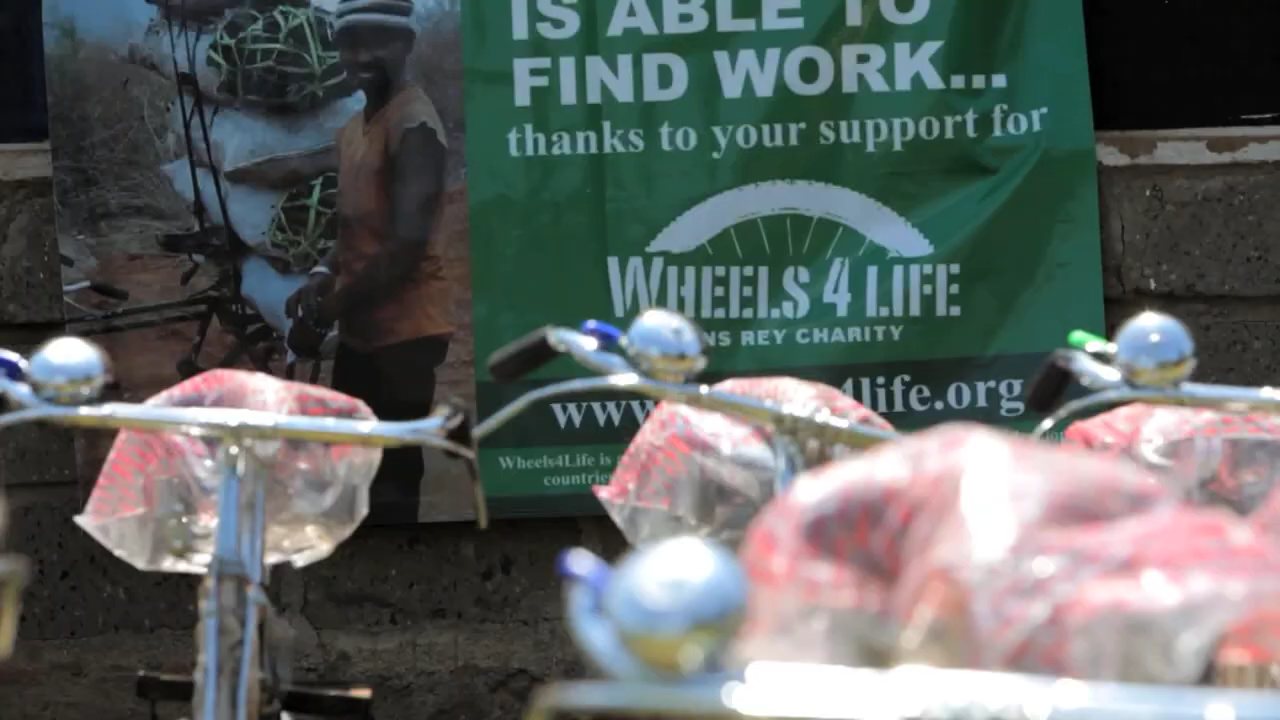 IS ABLE TO
FIND WORK...
thanks to your support for
WHEELS 4 LIFE
NS REY CHARITY
www 4life.org
Wheels4Life is
countrie